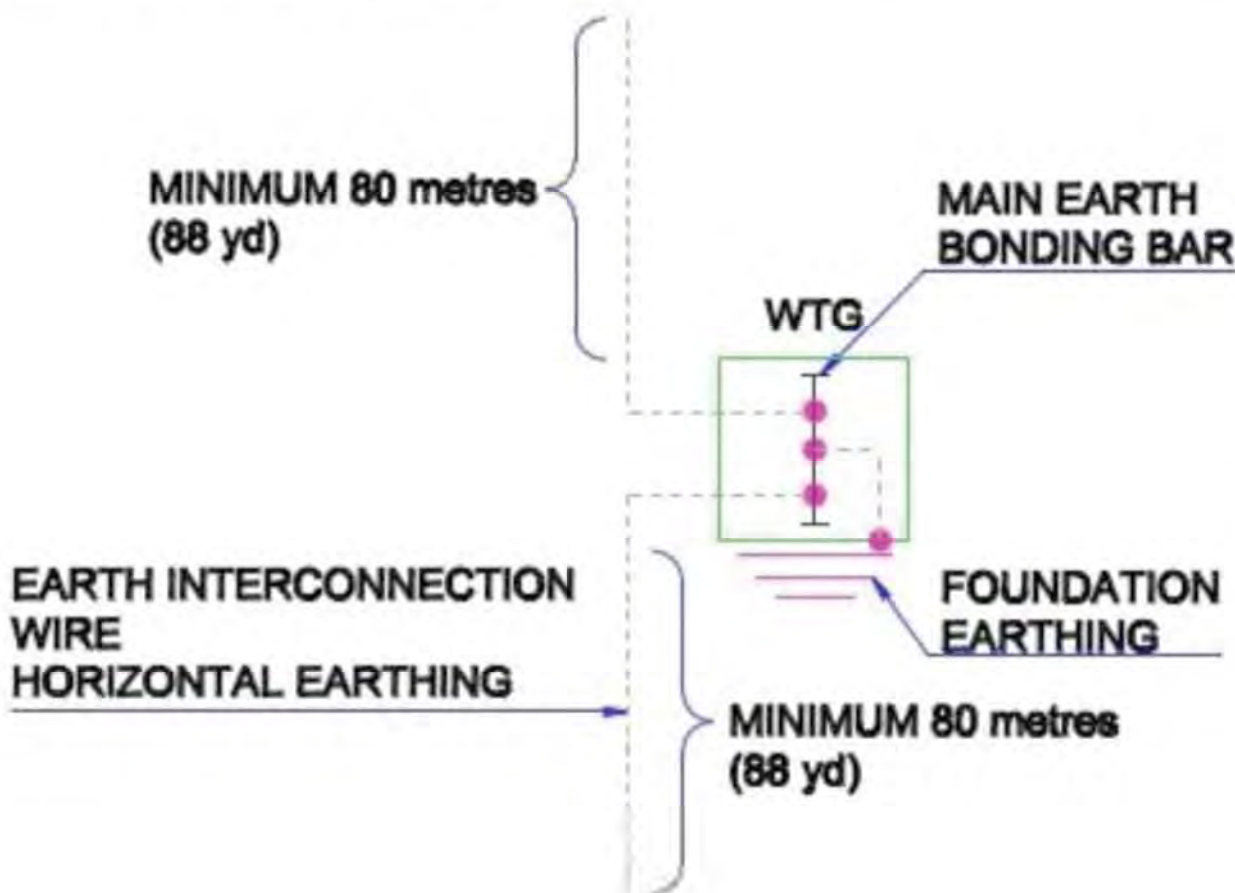 MINIMUM 80 metres
(88 yd)
MAIN EARTH
BONDING BAR
WTG
EARTH INTERCONNECTION
WIRE
HORIZONTAL EARTHING
FOUNDATION
EARTHING
MINIMUM 80 metres
(88 yd)